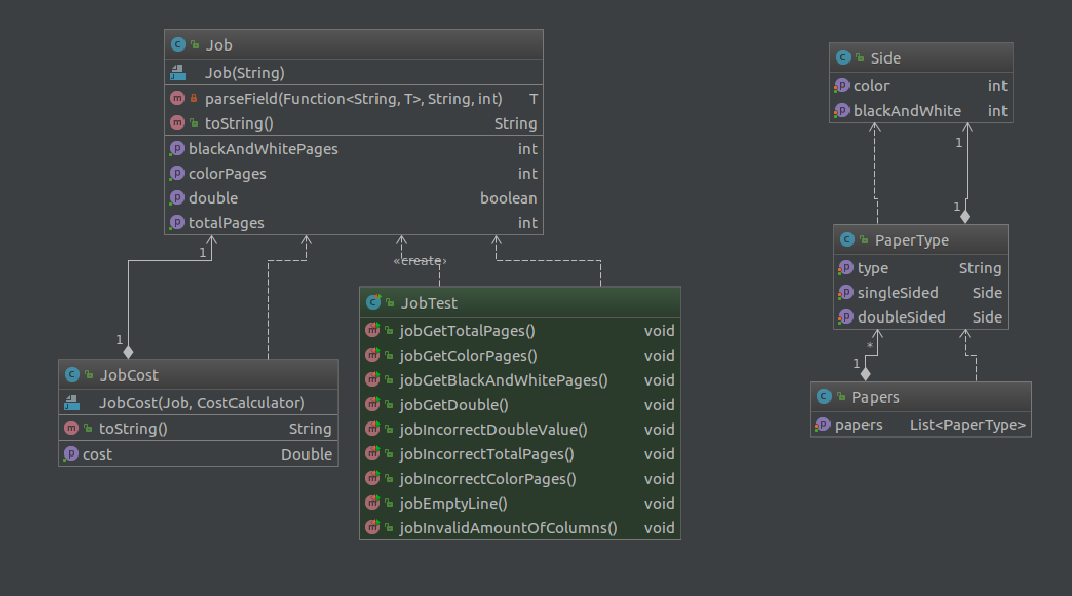 Job
Job(String)
parseField(Function<String, T>, String, int) T
toString() String
blackAndWhitePages int
colorPages int
double boolean
totalPages int
1
1
«create»
JobCost
JobCost(Job, CostCalculator)
toString() String
cost Double
JobTest
jobGetTotalPages() void
jobGetColorPages() void
jobGetBlackAndWhitePages() void
jobGetDouble() void
jobIncorrectDoubleValue() void
jobIncorrectTotalPages() void
jobIncorrectColorPages() void
jobEmptyLine() void
jobInvalidAmountOfColumns() void
Side
color int
blackAndWhite int
1
1
PaperType
type String
singleSided Side
doubleSided Side
*
1
Papers
papers List<PaperType>